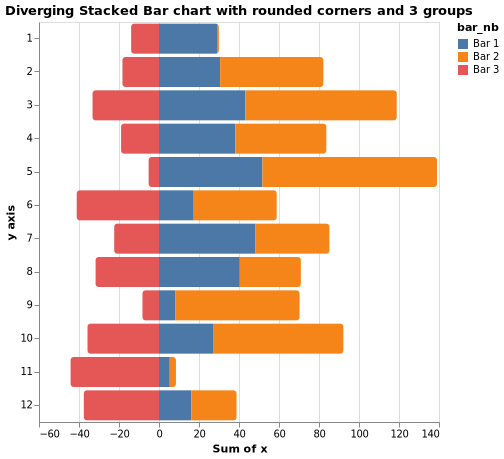 Diverging Stacked Bar chart with rounded corners and 3 groups
bar_nb
Bar 1
Bar 2
Bar 3
y axis
1
2
3
4
5
6
7
8
9
10
11
12
−60 −40 −20 0 20 40 60 80 100 120 140
Sum of x